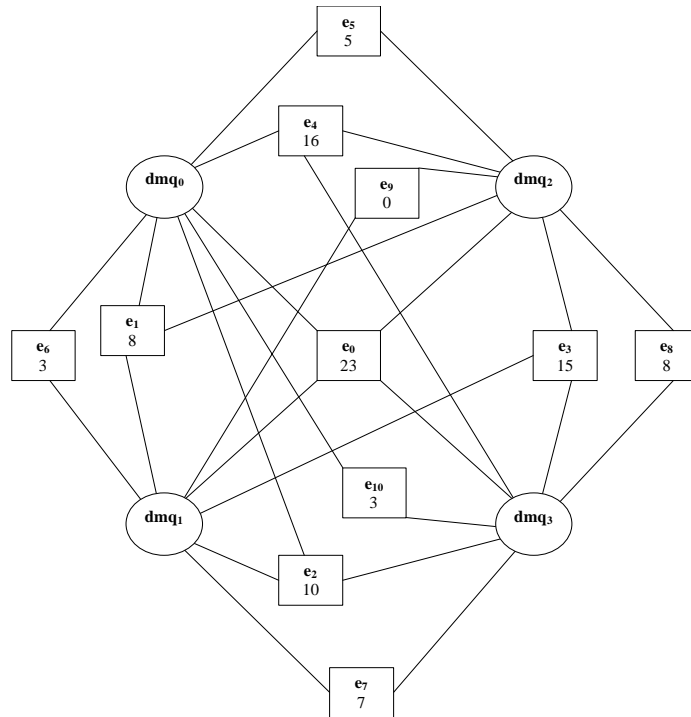 e₅
5
e₄
16
dmq₀
e₉
0
dmq₂
e₁
8
e₆
3
e₀
23
e₃
15
e₈
8
e₁₀
3
dmq₁
dmq₃
e₂
10
e₇
7